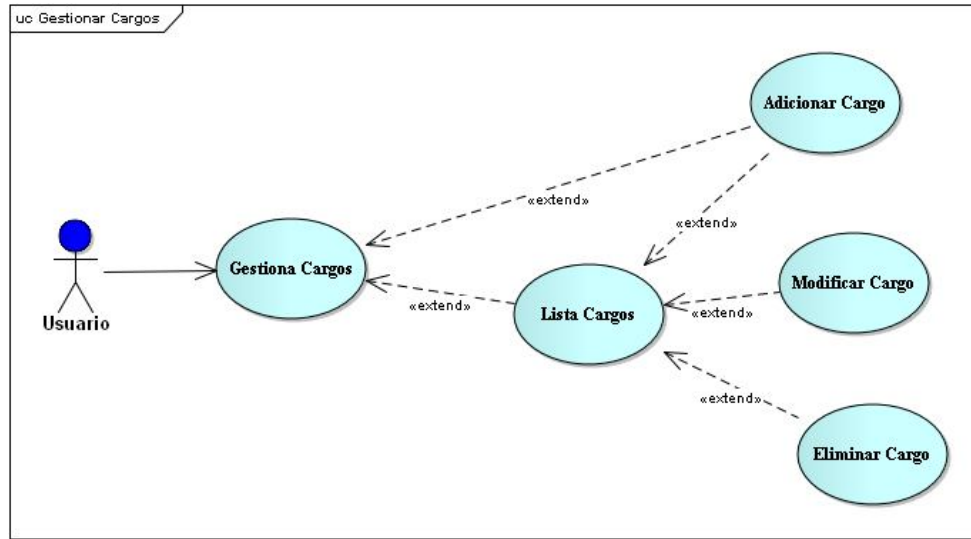 uc Gestionar Cargos
Adicionar Cargo
«extend»
«extend»
Gestiona Cargos
Modificar Cargo
«extend»
Lista Cargos
«extend»
Usuario
«extend»
Eliminar Cargo